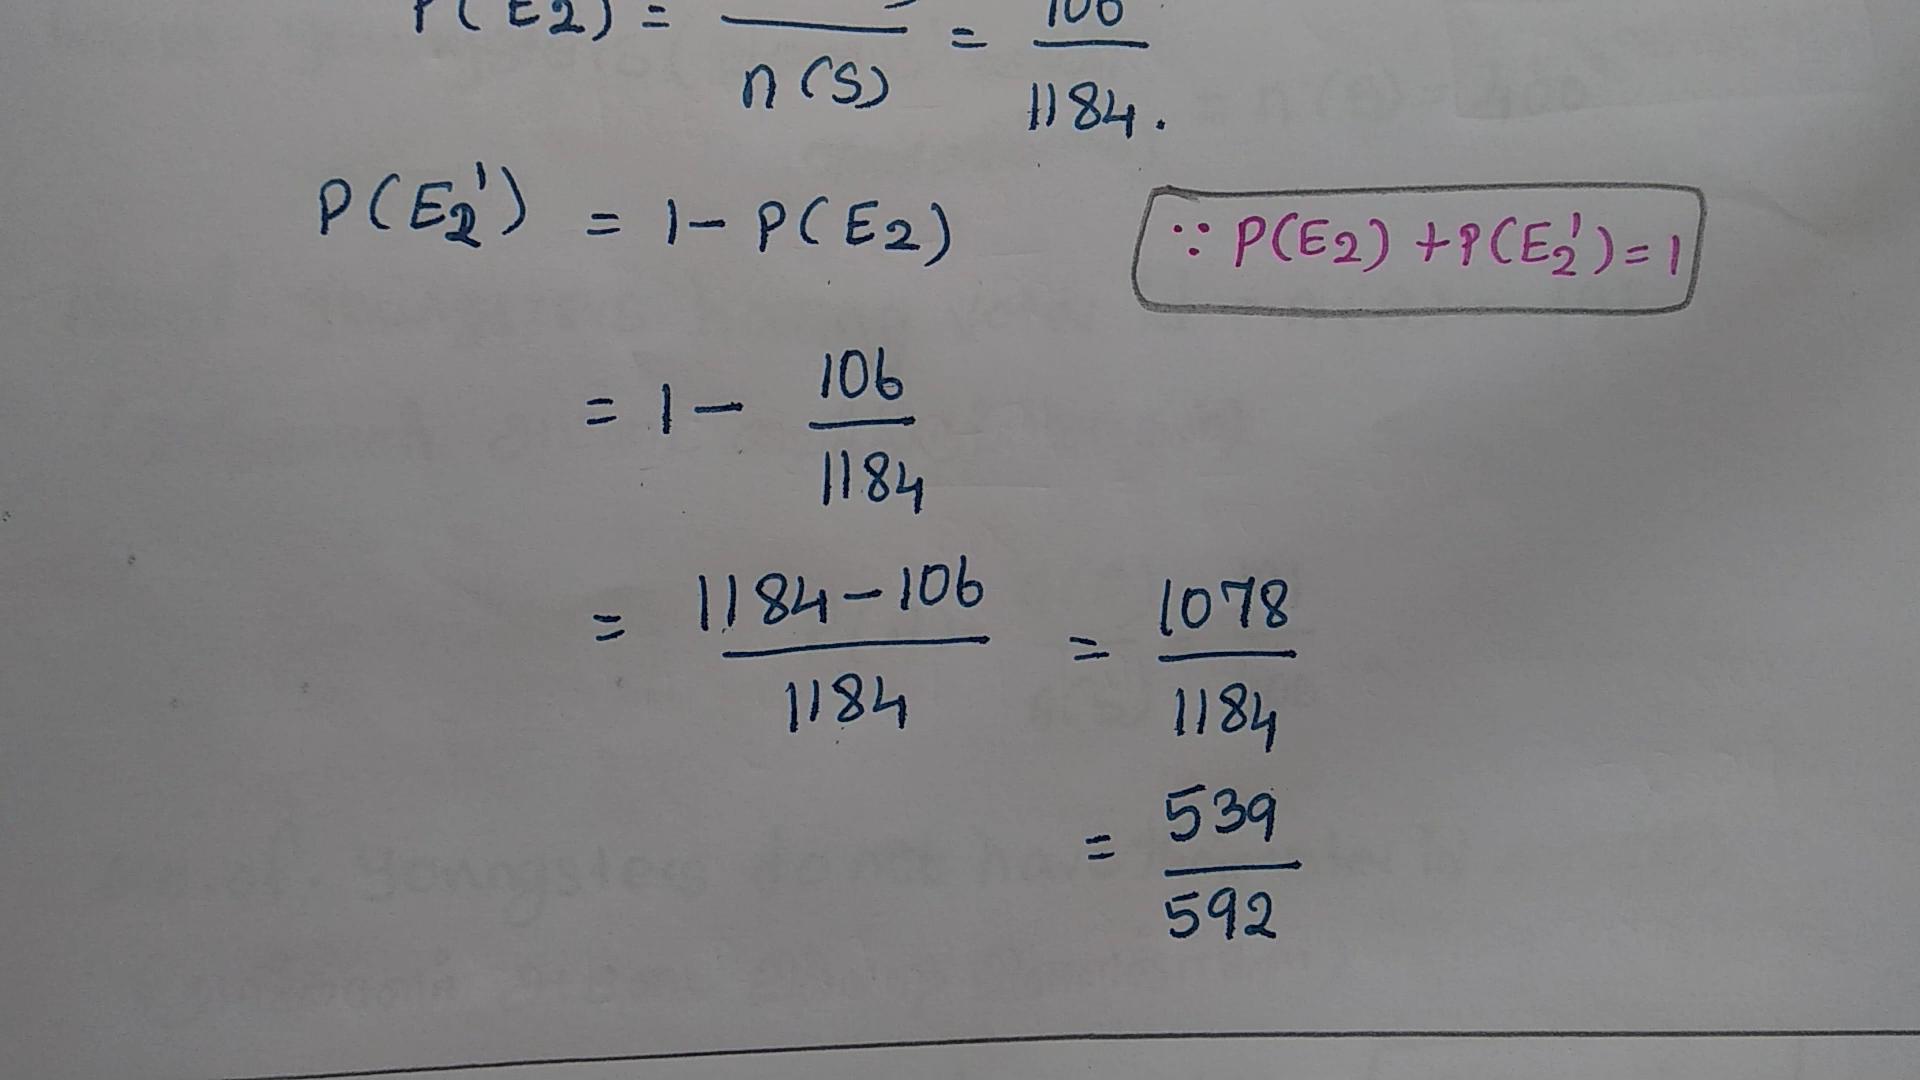 P(E2) = / n(S) = 106/1184.
P(E2') = 1 - P(E2)
∵ P(E2) + P(E2') = 1
= 1 - 106/1184
= 1184-106/1184 = 1078/1184
= 539/592